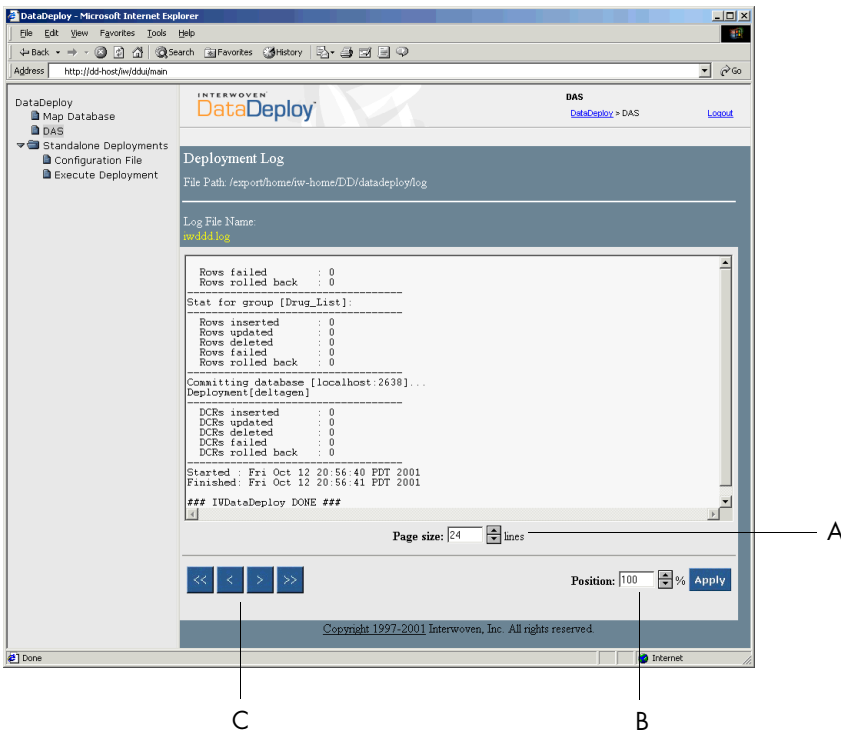 DataDeploy - Microsoft Internet Explorer
File Edit View Favorites Tools Help
Back Search Favorites History
Address http://dd-host/iw/ddui/main Go
DataDeploy
Map Database
DAS
Standalone Deployments
Configuration File
Execute Deployment
INTERWOVEN
DataDeploy
DAS
DataDeploy > DAS Logout
Deployment Log
File Path: /export/home/iw-home/DD/datadeploy/log
Log File Name:
iwddd.log
Rows failed : 0
Rows rolled back : 0
----------------------------------------
Stat for group [Drug_List]:
----------------------------------------
Rows inserted : 0
Rows updated : 0
Rows deleted : 0
Rows failed : 0
Rows rolled back : 0
----------------------------------------
Committing database [localhost:2638]...
Deployment[deltagen]
----------------------------------------
DCRs inserted : 0
DCRs updated : 0
DCRs deleted : 0
DCRs failed : 0
DCRs rolled back : 0
----------------------------------------
Started : Fri Oct 12 20:56:40 PDT 2001
Finished: Fri Oct 12 20:56:41 PDT 2001
### IWDataDeploy DONE ###
Page size: 24 lines
A
<< < > >> Position: 100 % Apply
Copyright 1997-2001 Interwoven, Inc. All rights reserved.
Done Internet
C B